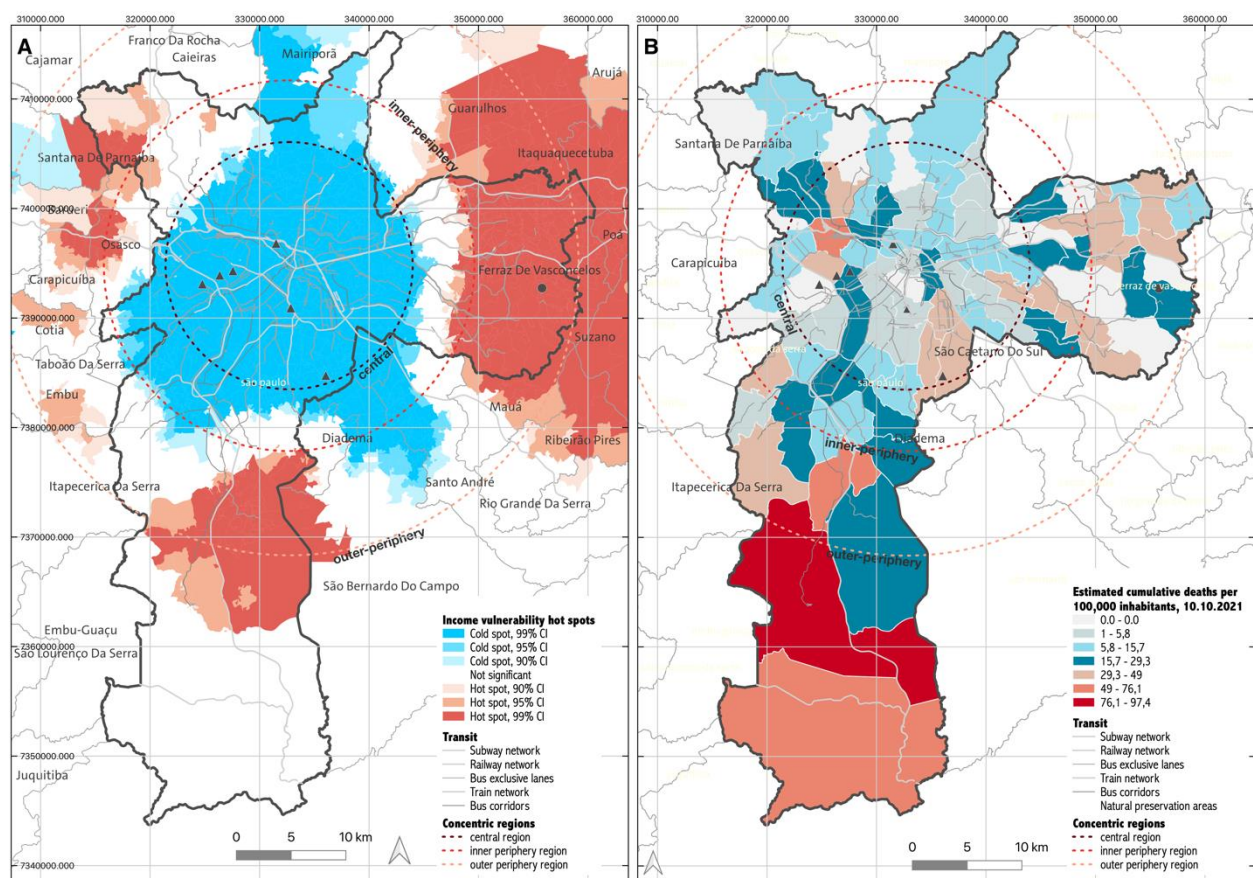 310000.000 320000.000 330000.000 340000.000 350000.000 360000.000
A
Franco Da Rocha
Caieiras
Mairiporã
Cajamar
Arujá
7410000.000
Guarulhos
inner-periphery
Santana De Parnaíba
Itaquaquecetuba
7400000.000
Barueri
Osasco
Poá
Carapicuíba
Ferraz De Vasconcelos
7390000.000
Cotia
Suzano
Taboão Da Serra
central
são paulo
Embu
Mauá
7380000.000
Diadema
Ribeirão Pires
Itapecerica Da Serra
Santo André
Rio Grande Da Serra
7370000.000
outer-periphery
São Bernardo Do Campo
Embu-Guaçu
7360000.000
São Lourenço Da Serra
7350000.000
Juquitiba
7340000.000
Income vulnerability hot spots
Cold spot, 99% CI
Cold spot, 95% CI
Cold spot, 90% CI
Not significant
Hot spot, 90% CI
Hot spot, 95% CI
Hot spot, 99% CI
Transit
Subway network
Railway network
Bus exclusive lanes
Train network
Bus corridors
Concentric regions
central region
inner periphery region
outer periphery region
0 5 10 km
310000.000 320000.000 330000.000 340000.000 350000.000 360000.000
B
Santana De Parnaíba
Carapicuíba
central
São Caetano Do Sul
são paulo
Diadema
inner-periphery
Itapecerica Da Serra
outer-periphery
Estimated cumulative deaths per
100,000 inhabitants, 10.10.2021
0.0 - 0.0
1 - 5,8
5,8 - 15,7
15,7 - 29,3
29,3 - 49
49 - 76,1
76,1 - 97,4
Transit
Subway network
Railway network
Bus exclusive lanes
Train network
Bus corridors
Natural preservation areas
Concentric regions
central region
inner periphery region
outer periphery region
0 5 10 km